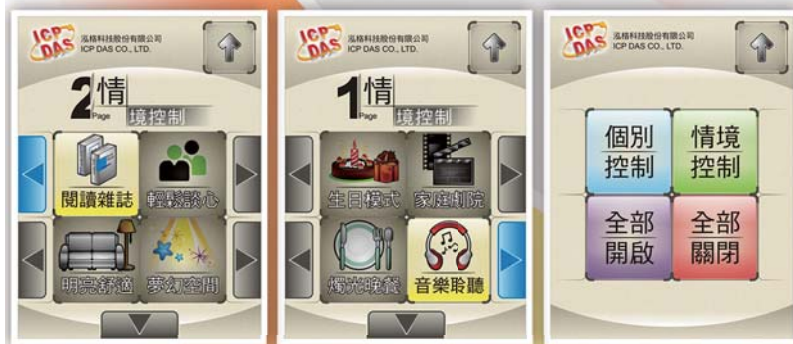 ICP DAS
泓格科技股份有限公司
ICP DAS CO., LTD.
2 情
Page 境控制
閱讀雜誌
輕鬆談心
明亮舒適
夢幻空間
ICP DAS
泓格科技股份有限公司
ICP DAS CO., LTD.
1 情
Page 境控制
生日模式
家庭劇院
燭光晚餐
音樂聆聽
ICP DAS
泓格科技股份有限公司
ICP DAS CO., LTD.
個別
控制
情境
控制
全部
開啟
全部
關閉